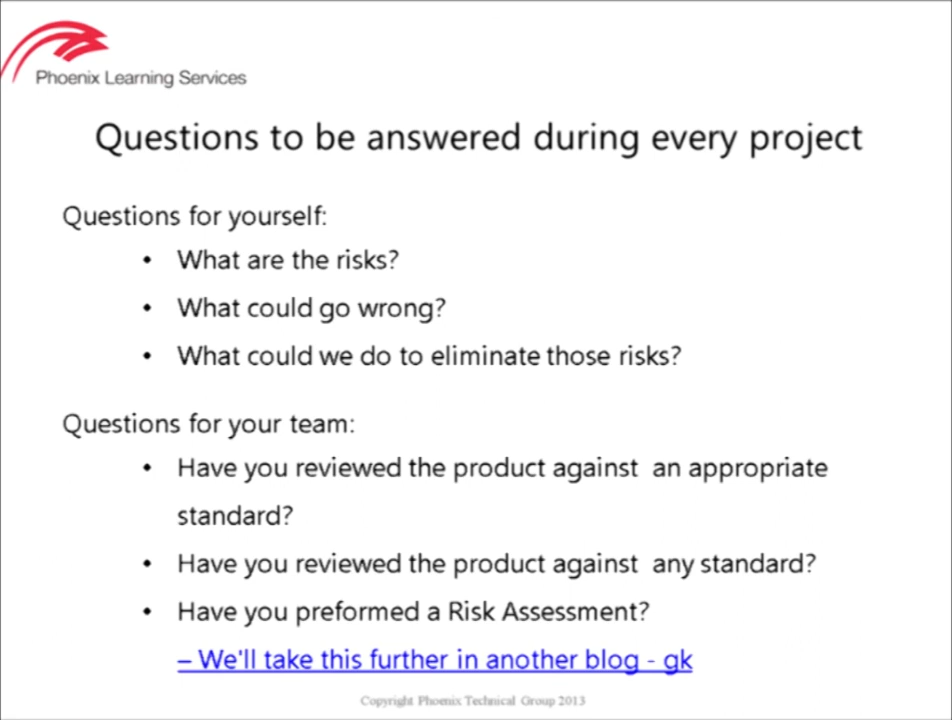 Phoenix Learning Services
Questions to be answered during every project
Questions for yourself:
• What are the risks?
• What could go wrong?
• What could we do to eliminate those risks?
Questions for your team:
• Have you reviewed the product against an appropriate
standard?
• Have you reviewed the product against any standard?
• Have you preformed a Risk Assessment?
– We'll take this further in another blog - gk
Copyright Phoenix Technical Group 2013